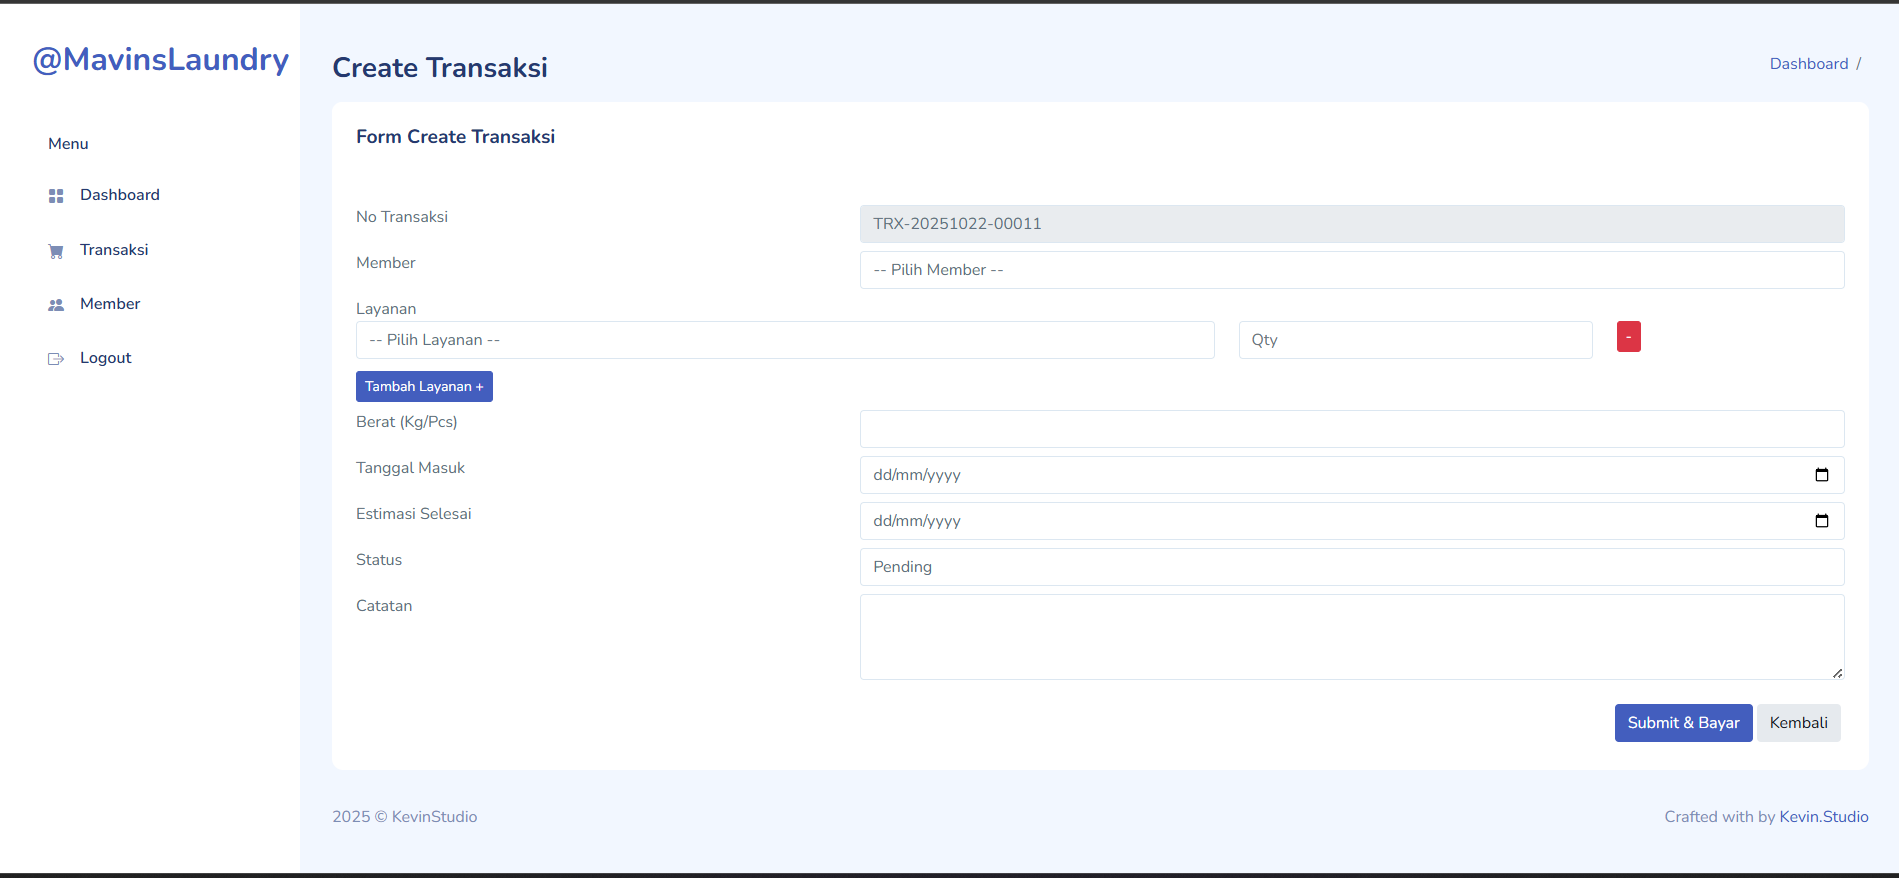 @MavinsLaundry
Menu
Dashboard
Transaksi
Member
Logout
Create Transaksi
Dashboard /
Form Create Transaksi
No Transaksi
TRX-20251022-00011
Member
-- Pilih Member --
Layanan
-- Pilih Layanan --
Qty
-
Tambah Layanan +
Berat (Kg/Pcs)
Tanggal Masuk
dd/mm/yyyy
Estimasi Selesai
dd/mm/yyyy
Status
Pending
Catatan
Submit & Bayar
Kembali
2025 © KevinStudio
Crafted with by Kevin.Studio